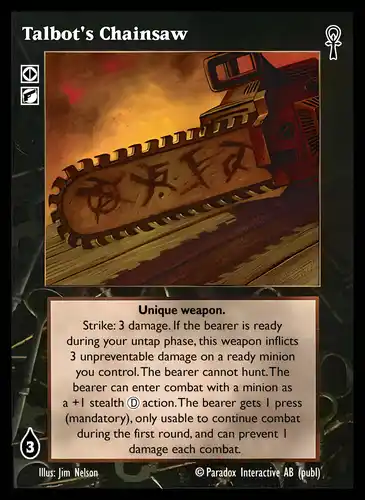 Talbot's Chainsaw
Unique weapon.
Strike: 3 damage. If the bearer is ready
during your untap phase, this weapon inflicts
3 unpreventable damage on a ready minion
you control. The bearer cannot hunt. The
bearer can enter combat with a minion as
a +1 stealth Ⓓ action. The bearer gets 1 press
(mandatory), only usable to continue combat
during the first round, and can prevent 1
damage each combat.
3
Illus: Jim Nelson
© Paradox Interactive AB (publ)